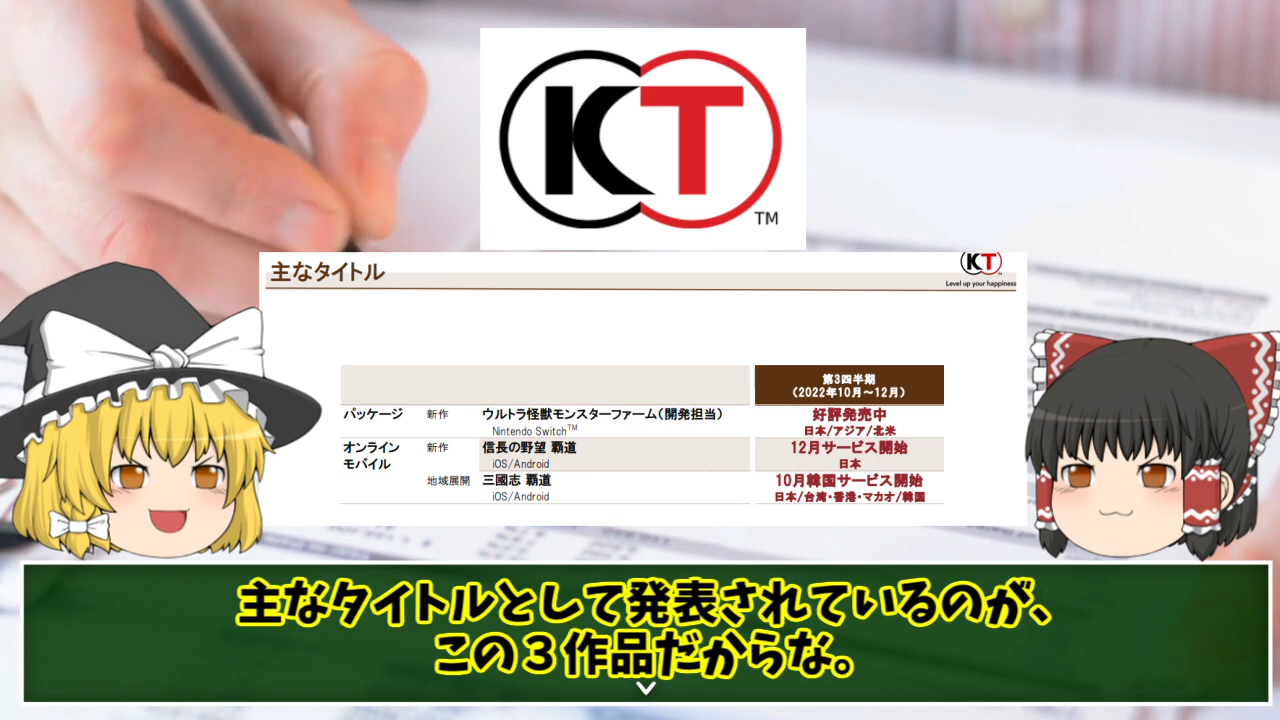 KT
TM
主なタイトル
KT
Level up your happiness
第3四半期
（2022年10月～12月）
パッケージ 新作 ウルトラ怪獣モンスターファーム（開発担当） 好評発売中
Nintendo Switch™ 日本/アジア/北米
オンライン 新作 信長の野望 覇道 12月サービス開始
モバイル iOS/Android 日本
地域展開 三國志 覇道 10月韓国サービス開始
iOS/Android 日本/台湾・香港・マカオ/韓国
主なタイトルとして発表されているのが、
この３作品だからな。